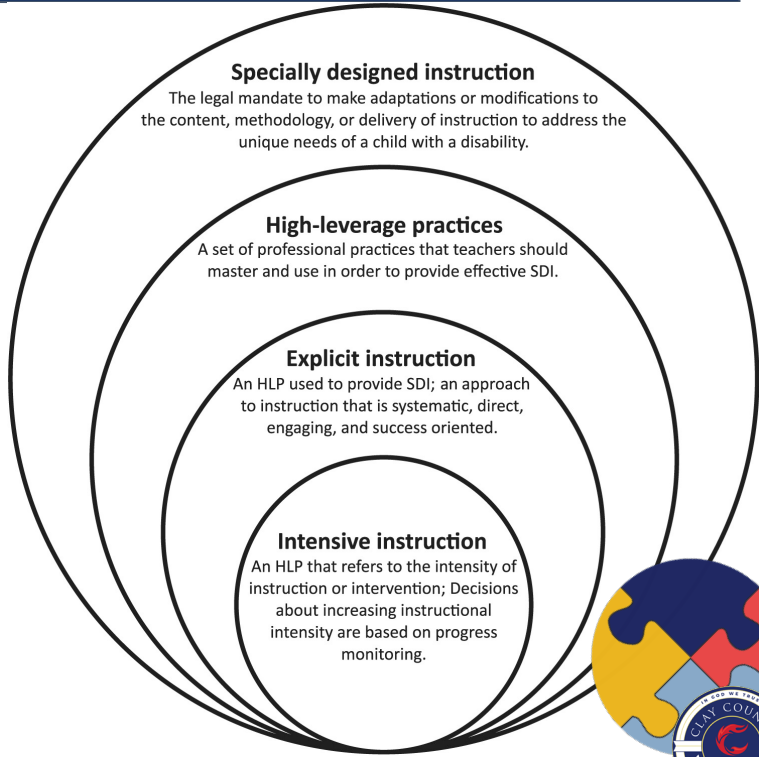 Specially designed instruction
The legal mandate to make adaptations or modifications to
the content, methodology, or delivery of instruction to address the
unique needs of a child with a disability.
High-leverage practices
A set of professional practices that teachers should
master and use in order to provide effective SDI.
Explicit instruction
An HLP used to provide SDI; an approach
to instruction that is systematic, direct,
engaging, and success oriented.
Intensive instruction
An HLP that refers to the intensity of
instruction or intervention; Decisions
about increasing instructional
intensity are based on progress
monitoring.
IN GOD WE TRUS
CLAY COUN